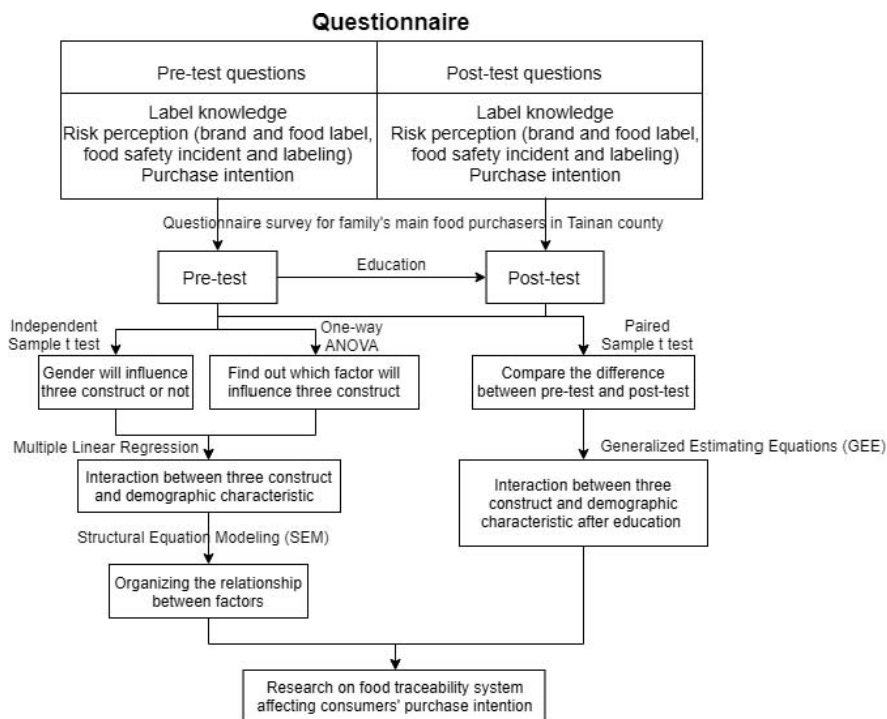 Questionnaire
Pre-test questions
Post-test questions
Label knowledge
Risk perception (brand and food label,
food safety incident and labeling)
Purchase intention
Label knowledge
Risk perception (brand and food label,
food safety incident and labeling)
Purchase intention
Questionnaire survey for family's main food purchasers in Tainan county
Pre-test
Education
Post-test
Independent
Sample t test
One-way
ANOVA
Paired
Sample t test
Gender will influence
three construct or not
Find out which factor will
influence three construct
Compare the difference
between pre-test and post-test
Multiple Linear Regression
Generalized Estimating Equations (GEE)
Interaction between three construct
and demographic characteristic
Interaction between three
construct and demographic
characteristic after education
Structural Equation Modeling (SEM)
Organizing the relationship
between factors
Research on food traceability system
affecting consumers' purchase intention